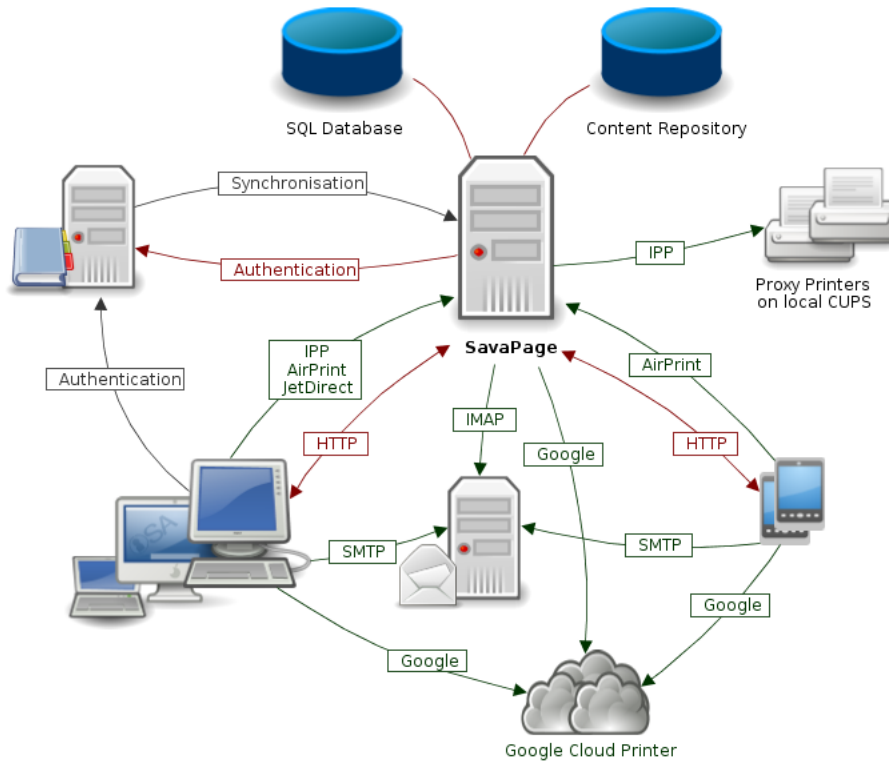 SQL Database
Content Repository
Synchronisation
Authentication
IPP
Proxy Printers
on local CUPS
IPP
AirPrint
JetDirect
SavaPage
AirPrint
Authentication
IMAP
HTTP
HTTP
Google
SMTP
SMTP
Google
Google
Google Cloud Printer